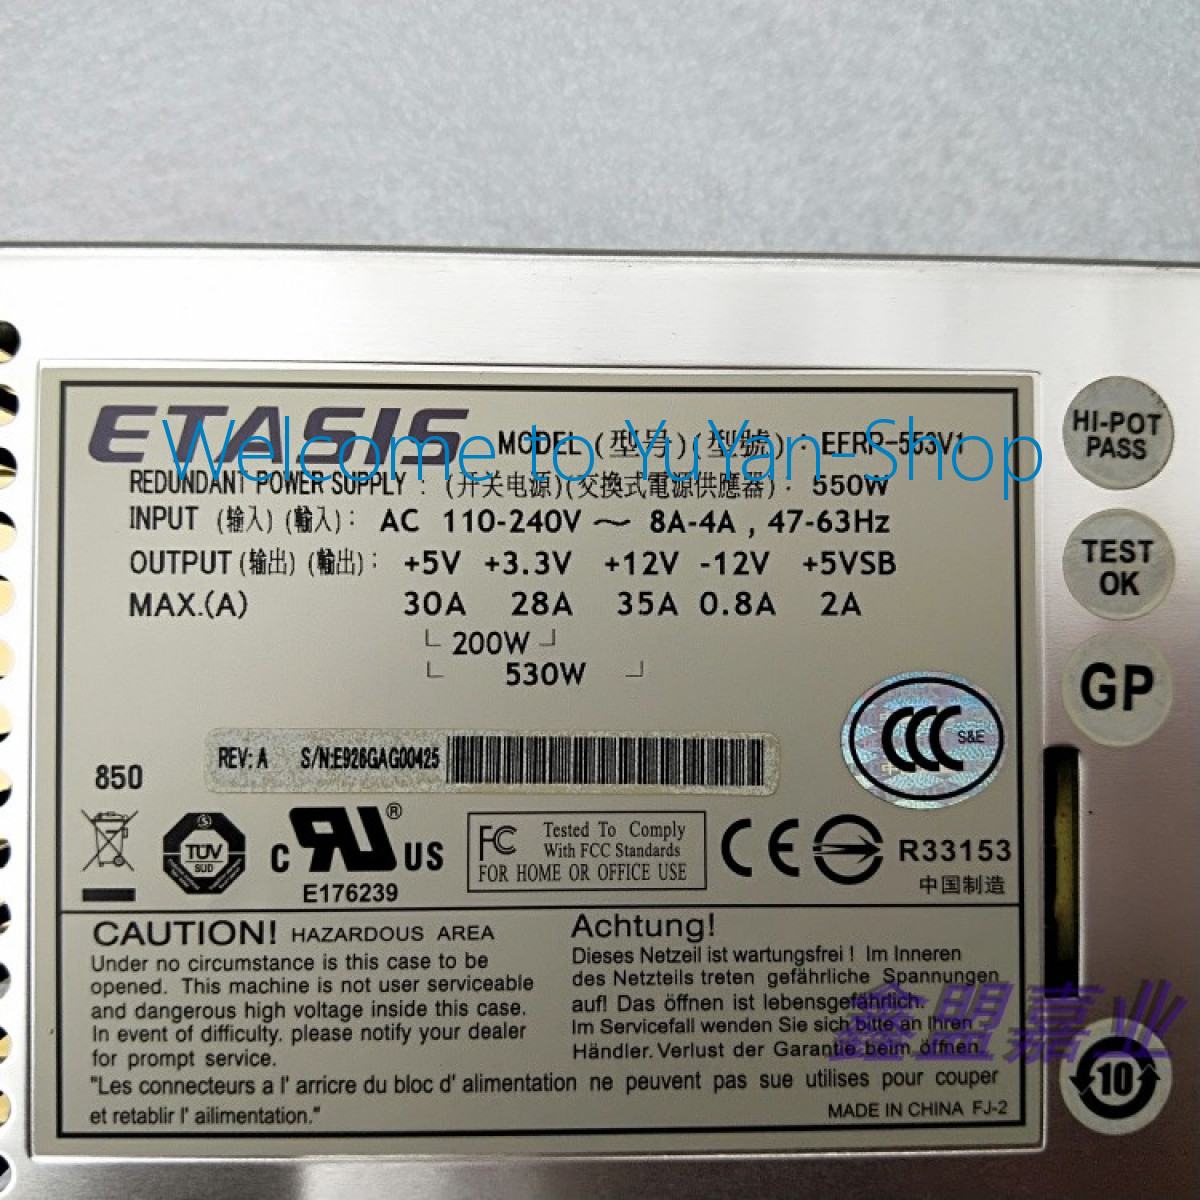 Welcome to YuYan-Shop
ETASIS MODEL (型号)(型號) : EFRP-553V1
REDUNDANT POWER SUPPLY : (开关电源)(交換式電源供應器) : 550W
INPUT (输入) (輸入) : AC 110-240V ～ 8A-4A , 47-63Hz
OUTPUT (输出) (輸出) : +5V +3.3V +12V -12V +5VSB
MAX.(A) 30A 28A 35A 0.8A 2A
200W
530W
REV: A S/N:E926GAG00425
850
CCC S&E
TÜV SUD
C RU US ®
E176239
FC Tested To Comply
With FCC Standards
FOR HOME OR OFFICE USE
CE
R33153
中国制造
CAUTION! HAZARDOUS AREA
Under no circumstance is this case to be
opened. This machine is not user serviceable
and dangerous high voltage inside this case.
In event of difficulty, please notify your dealer
for prompt service.
Achtung!
Dieses Netzeil ist wartungsfrei ! Im Inneren
des Netzteils treten gefährliche Spannungen
auf! Das öffnen ist lebensgefährlich.
Im Servicefall wenden Sie sich bitte an Ihren
Händler. Verlust der Garantie beim öffnen.
"Les connecteurs a l' arricre du bloc d' alimentation ne peuvent pas sue utilises pour couper
et retablir l' ailimentation."
MADE IN CHINA FJ-2
HI-POT
PASS
TEST
OK
GP
10
鑫盟嘉业